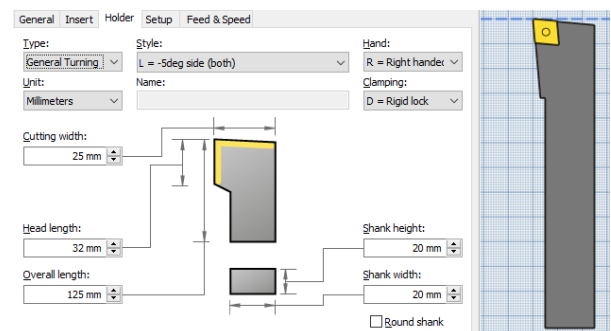 General Insert Holder Setup Feed & Speed
Type: Style: Hand:
General Turning L = -5deg side (both) R = Right handec
Unit: Name: Clamping:
Millimeters D = Rigid lock
Cutting width:
25 mm
Head length: Shank height:
32 mm 20 mm
Overall length: Shank width:
125 mm 20 mm
Round shank